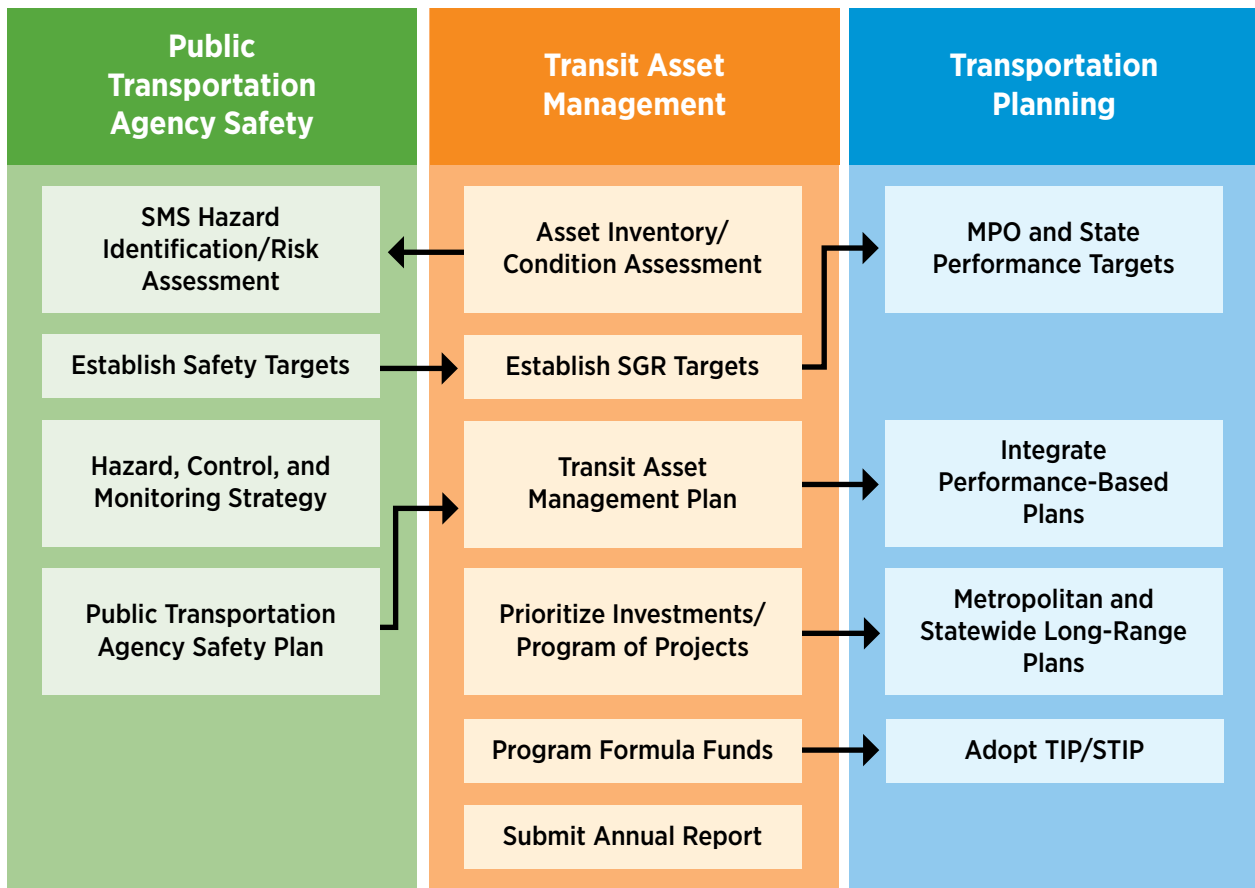 Public
Transportation
Agency Safety
SMS Hazard
Identification/Risk
Assessment
Establish Safety Targets
Hazard, Control, and
Monitoring Strategy
Public Transportation
Agency Safety Plan
Transit Asset
Management
Asset Inventory/
Condition Assessment
Establish SGR Targets
Transit Asset
Management Plan
Prioritize Investments/
Program of Projects
Program Formula Funds
Submit Annual Report
Transportation
Planning
MPO and State
Performance Targets
Integrate
Performance-Based
Plans
Metropolitan and
Statewide Long-Range
Plans
Adopt TIP/STIP